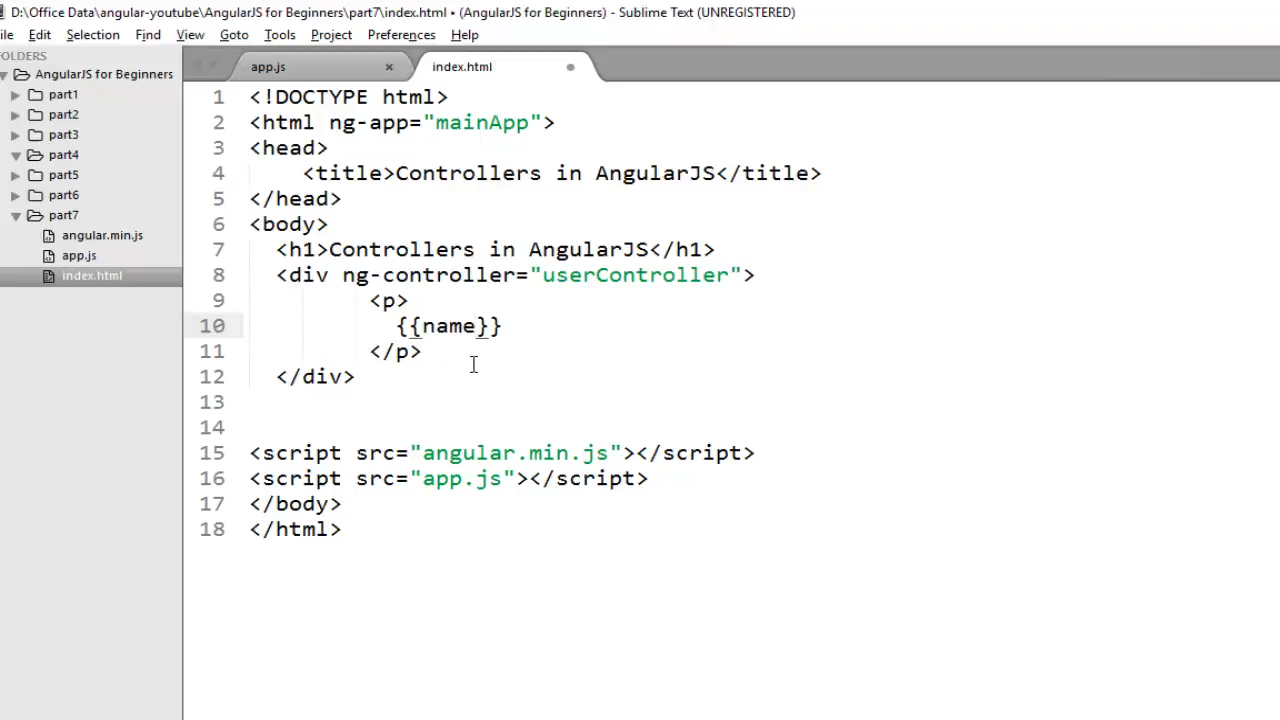 D:\Office Data\angular-youtube\AngularJS for Beginners\part7\index.html • (AngularJS for Beginners) - Sublime Text (UNREGISTERED)
ile Edit Selection Find View Goto Tools Project Preferences Help
FOLDERS
AngularJS for Beginners
part1
part2
part3
part4
part5
part6
part7
angular.min.js
app.js
index.html
app.js × index.html
1 <!DOCTYPE html>
2 <html ng-app="mainApp">
3 <head>
4 <title>Controllers in AngularJS</title>
5 </head>
6 <body>
7 <h1>Controllers in AngularJS</h1>
8 <div ng-controller="userController">
9 <p>
10 {{name}}
11 </p>
12 </div>
13
14
15 <script src="angular.min.js"></script>
16 <script src="app.js"></script>
17 </body>
18 </html>